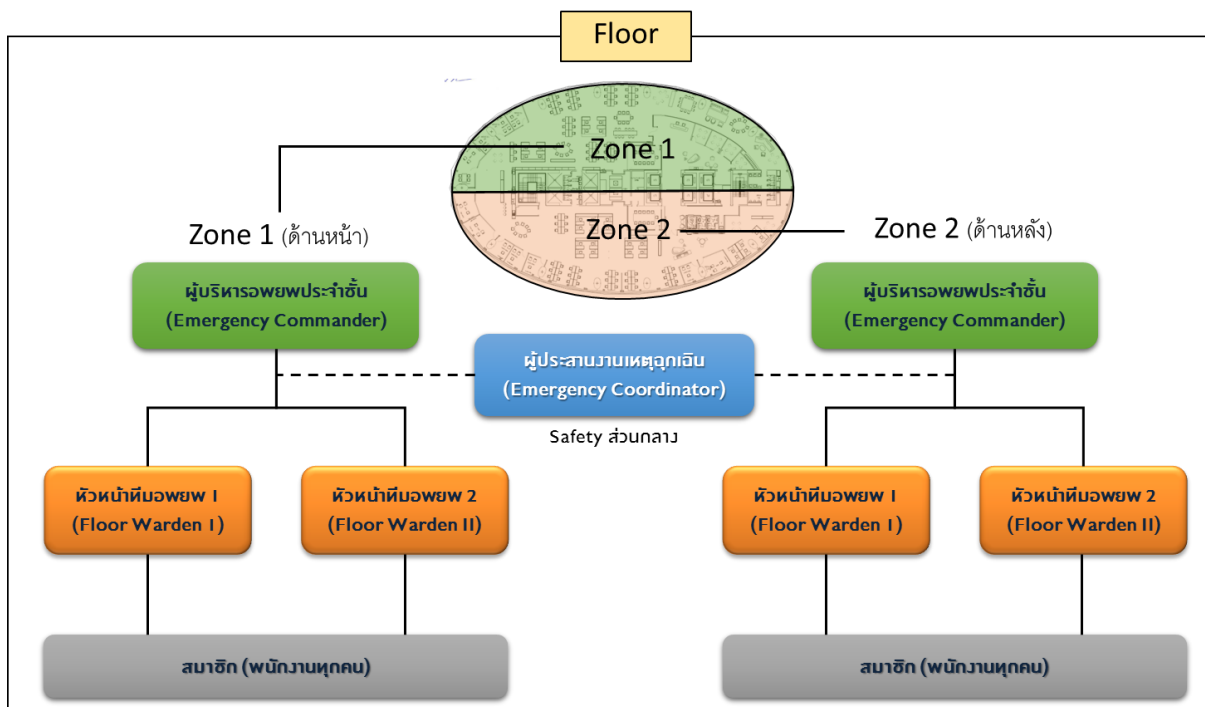 Floor
Zone 1
Zone 2
Zone 1 (ด้านหน้า)
ผู้บริหารอพยพประจำชั้น
(Emergency Commander)
Zone 2 (ด้านหลัง)
ผู้บริหารอพยพประจำชั้น
(Emergency Commander)
ผู้ประสานงานเหตุฉุกเฉิน
(Emergency Coordinator)
Safety ส่วนกลาง
หัวหน้าทีมอพยพ 1
(Floor Warden I)
หัวหน้าทีมอพยพ 2
(Floor Warden II)
สมาชิก (พนักงานทุกคน)
หัวหน้าทีมอพยพ 1
(Floor Warden I)
หัวหน้าทีมอพยพ 2
(Floor Warden II)
สมาชิก (พนักงานทุกคน)